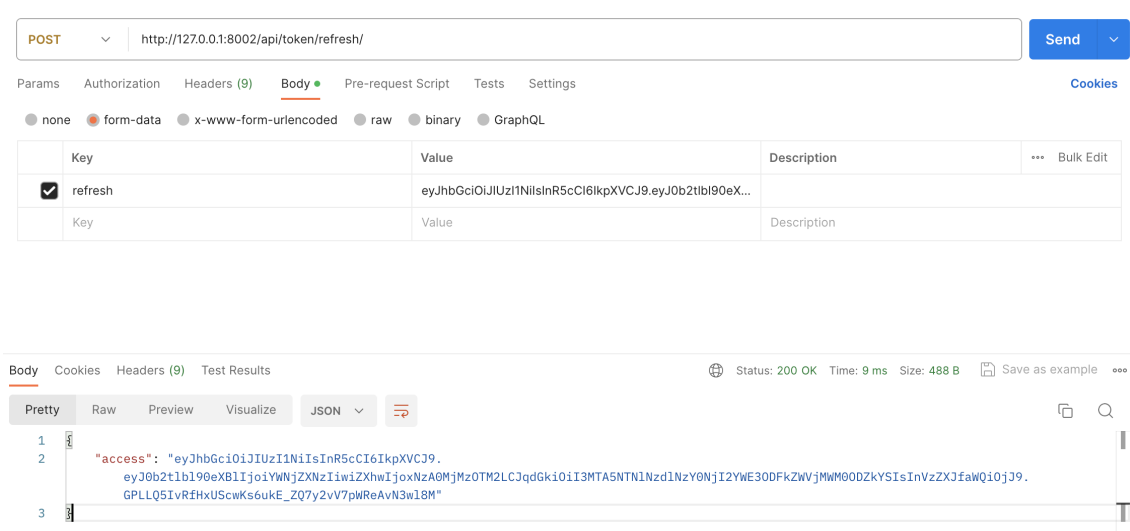 POST http://127.0.0.1:8002/api/token/refresh/ Send
Params Authorization Headers (9) Body Pre-request Script Tests Settings Cookies
none form-data x-www-form-urlencoded raw binary GraphQL
Key Value Description Bulk Edit
refresh eyJhbGciOiJIUzI1NiIsInR5cCI6IkpXVCJ9.eyJ0b2tlbl90eX...
Key Value Description
Body Cookies Headers (9) Test Results Status: 200 OK Time: 9 ms Size: 488 B Save as example
Pretty Raw Preview Visualize JSON
1 {
2 "access": "eyJhbGciOiJIUzI1NiIsInR5cCI6IkpXVCJ9.
eyJ0b2tlbl90eXBlIjoiYWNjZXNzIiwiZXhwIjoxNzA0MjMzOTM2LCJqdGkiOiI3MTA5NTNlNzdlNzY0NjI2YWE3ODFkZWVjMWM0ODZkYSIsInVzZXJfaWQiOjJ9.
GPLLQ5IvRfHxUScwKs6ukE_ZQ7y2vV7pWReAvN3wl8M"
3 }